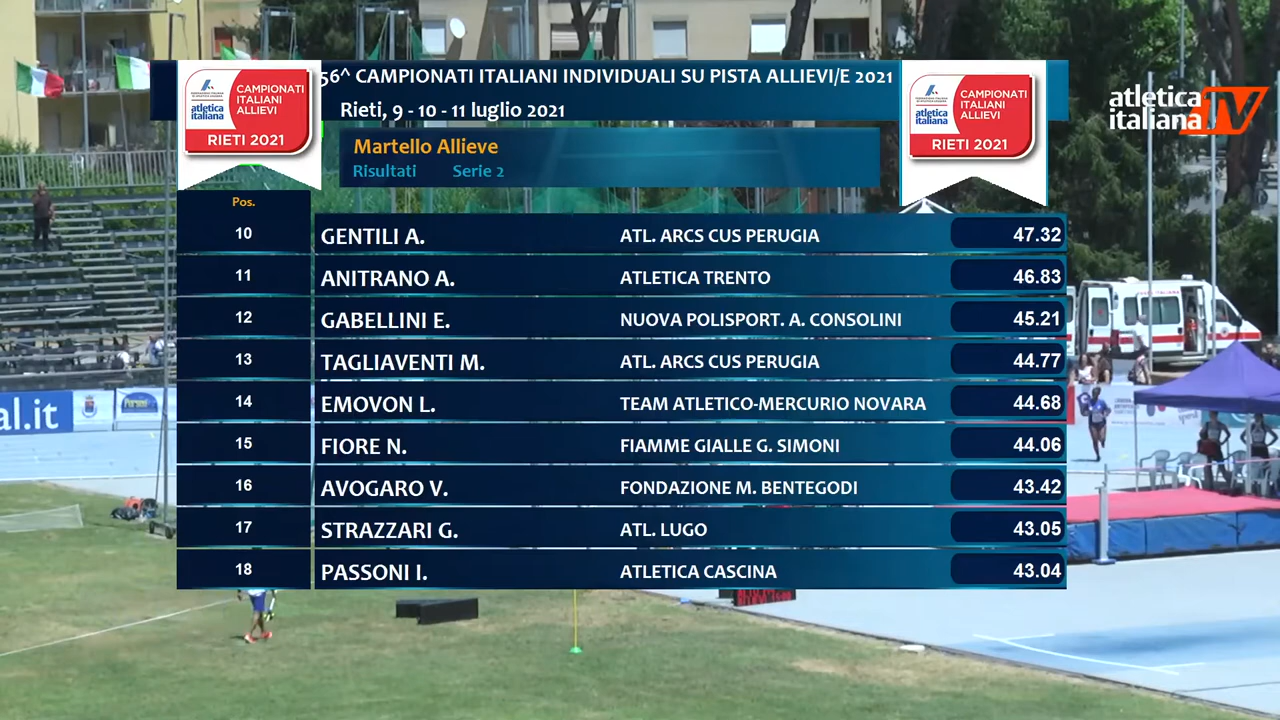 56^ CAMPIONATI ITALIANI INDIVIDUALI SU PISTA ALLIEVI/E 2021
Rieti, 9 - 10 - 11 luglio 2021
atletica italiana
CAMPIONATI
ITALIANI
ALLIEVI
RIETI 2021
atletica italiana
CAMPIONATI
ITALIANI
ALLIEVI
RIETI 2021
atletica
italiana TV
Martello Allieve
Risultati Serie 2
Pos.
10 GENTILI A. ATL. ARCS CUS PERUGIA 47.32
11 ANITRANO A. ATLETICA TRENTO 46.83
12 GABELLINI E. NUOVA POLISPORT. A. CONSOLINI 45.21
13 TAGLIAVENTI M. ATL. ARCS CUS PERUGIA 44.77
14 EMOVON L. TEAM ATLETICO-MERCURIO NOVARA 44.68
15 FIORE N. FIAMME GIALLE G. SIMONI 44.06
16 AVOGARO V. FONDAZIONE M. BENTEGODI 43.42
17 STRAZZARI G. ATL. LUGO 43.05
18 PASSONI I. ATLETICA CASCINA 43.04
al.it